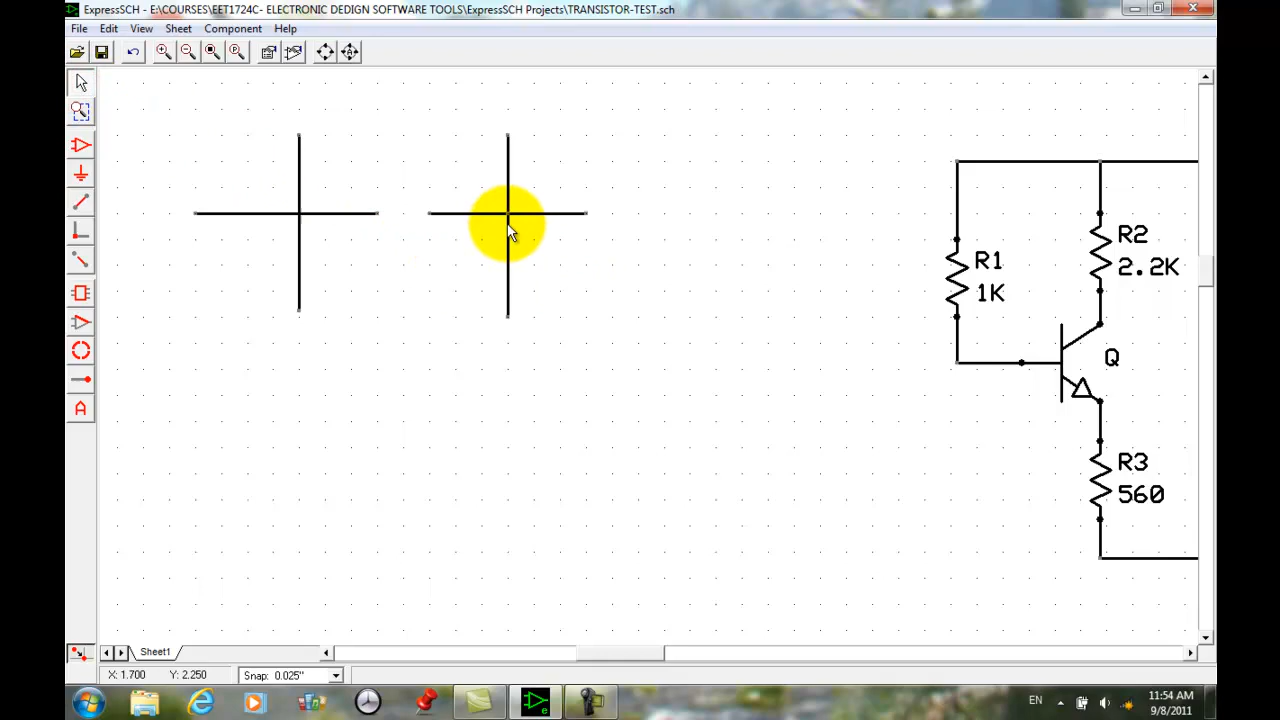 ExpressSCH - E:\COURSES\EET1724C- ELECTRONIC DEDIGN SOFTWARE TOOLS\ExpressSCH Projects\TRANSISTOR-TEST.sch
File Edit View Sheet Component Help
R2
2.2K
R1
1K
Q
R3
560
A
Sheet1
X: 1.700 Y: 2.250 Snap: 0.025"
EN
11:54 AM
9/8/2011